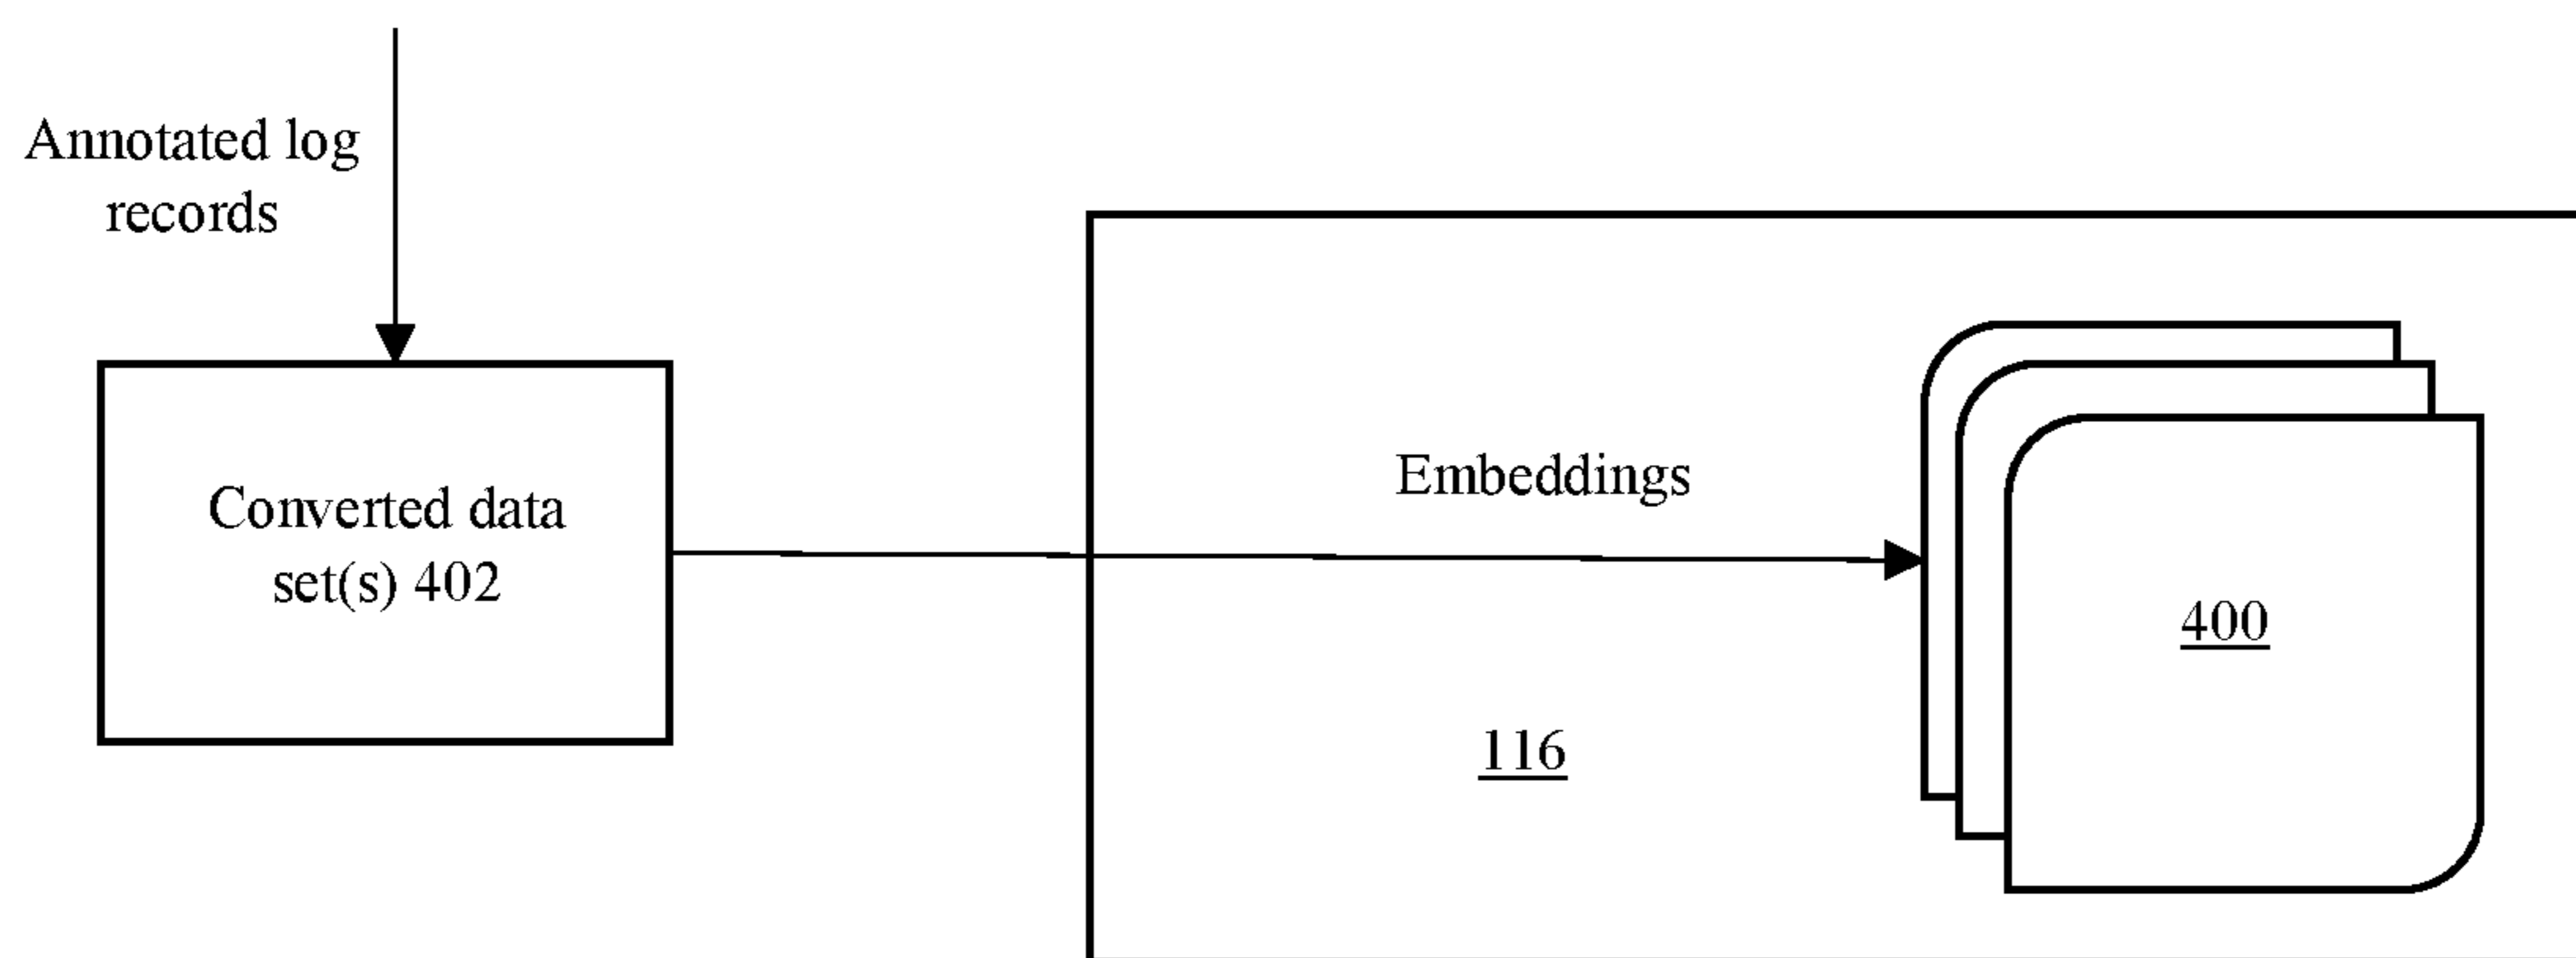 Annotated log
records
Converted data
set(s) 402
Embeddings
400
116